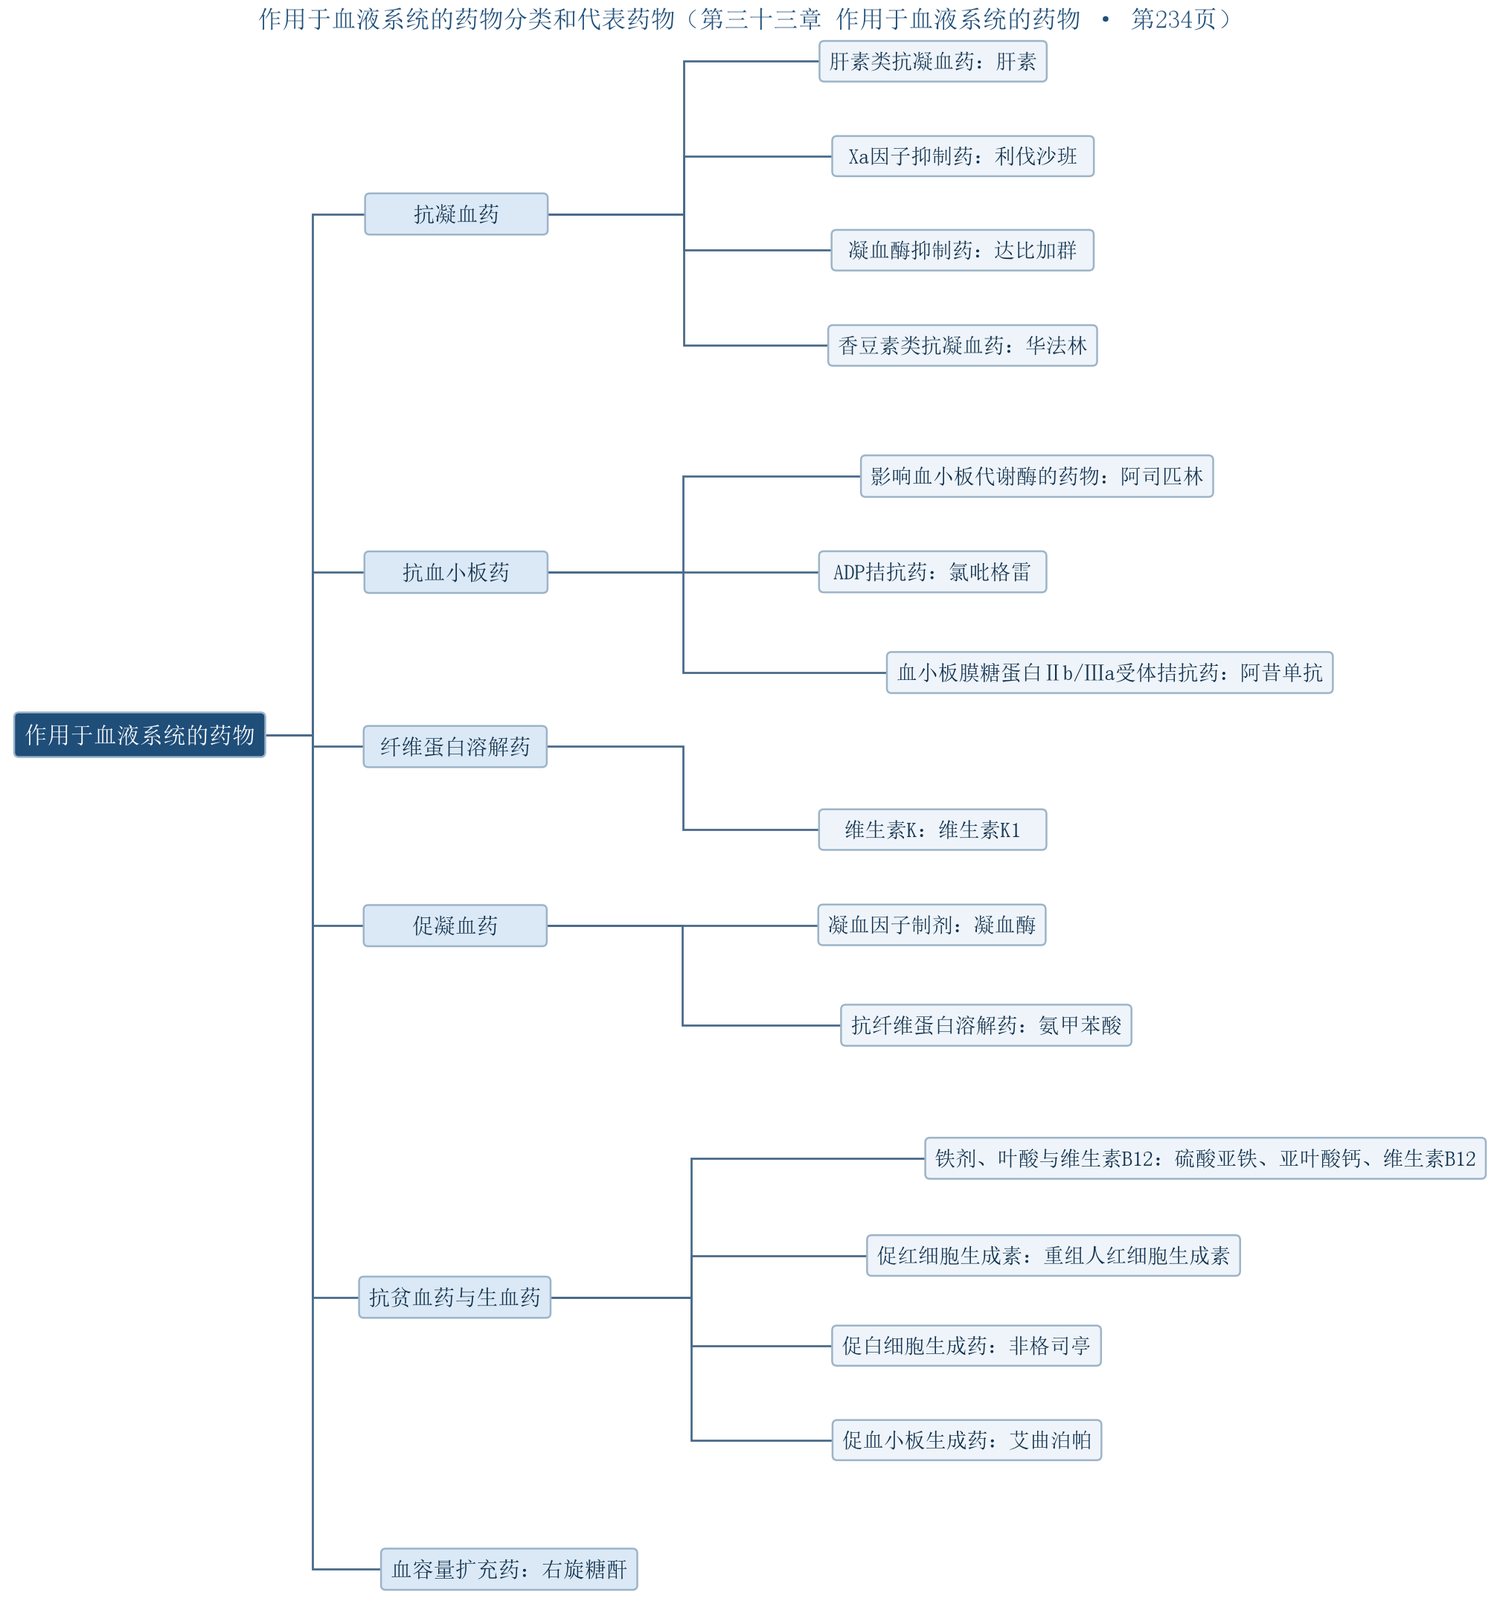 作用于血液系统的药物分类和代表药物（第三十三章 作用于血液系统的药物 • 第234页）
作用于血液系统的药物
抗凝血药
肝素类抗凝血药：肝素
Xa因子抑制药：利伐沙班
凝血酶抑制药：达比加群
香豆素类抗凝血药：华法林
抗血小板药
影响血小板代谢酶的药物：阿司匹林
ADP拮抗药：氯吡格雷
血小板膜糖蛋白Ⅱb/Ⅲa受体拮抗药：阿昔单抗
纤维蛋白溶解药
维生素K：维生素K1
促凝血药
凝血因子制剂：凝血酶
抗纤维蛋白溶解药：氨甲苯酸
抗贫血药与生血药
铁剂、叶酸与维生素B12：硫酸亚铁、亚叶酸钙、维生素B12
促红细胞生成素：重组人红细胞生成素
促白细胞生成药：非格司亭
促血小板生成药：艾曲泊帕
血容量扩充药：右旋糖酐